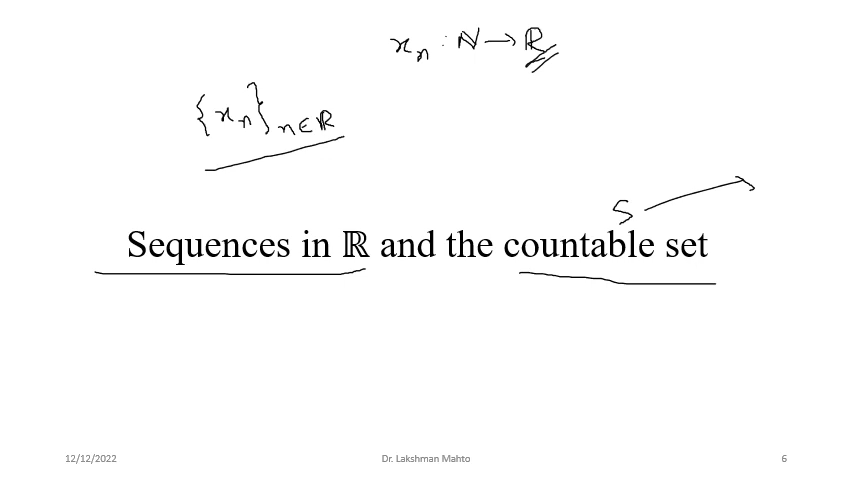 xₙ : ℕ → ℝ
{xₙ}ₙ∈ℝ
S →
Sequences in ℝ and the countable set
12/12/2022 Dr. Lakshman Mahto 6